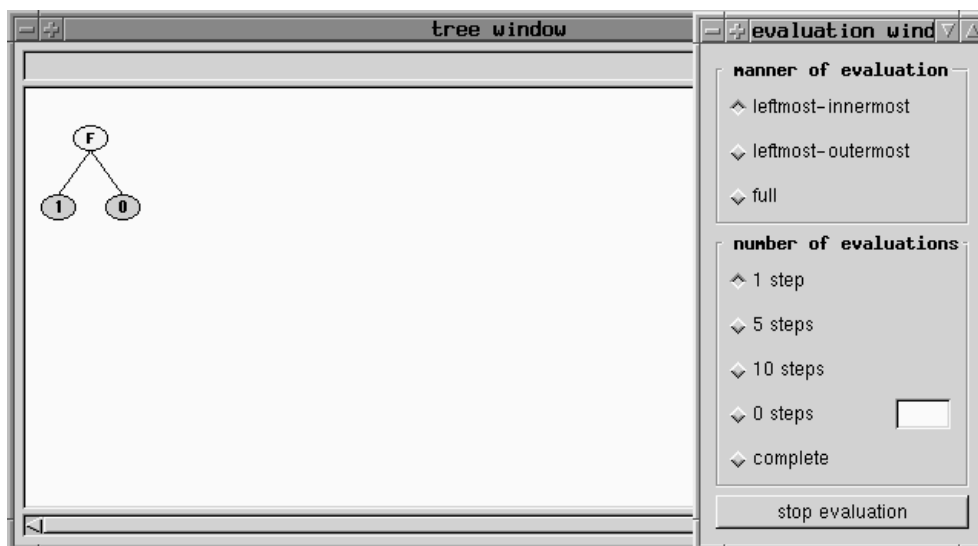 tree window
F
1 0
evaluation wind
manner of evaluation
leftmost-innermost
leftmost-outermost
full
number of evaluations
1 step
5 steps
10 steps
0 steps
complete
stop evaluation